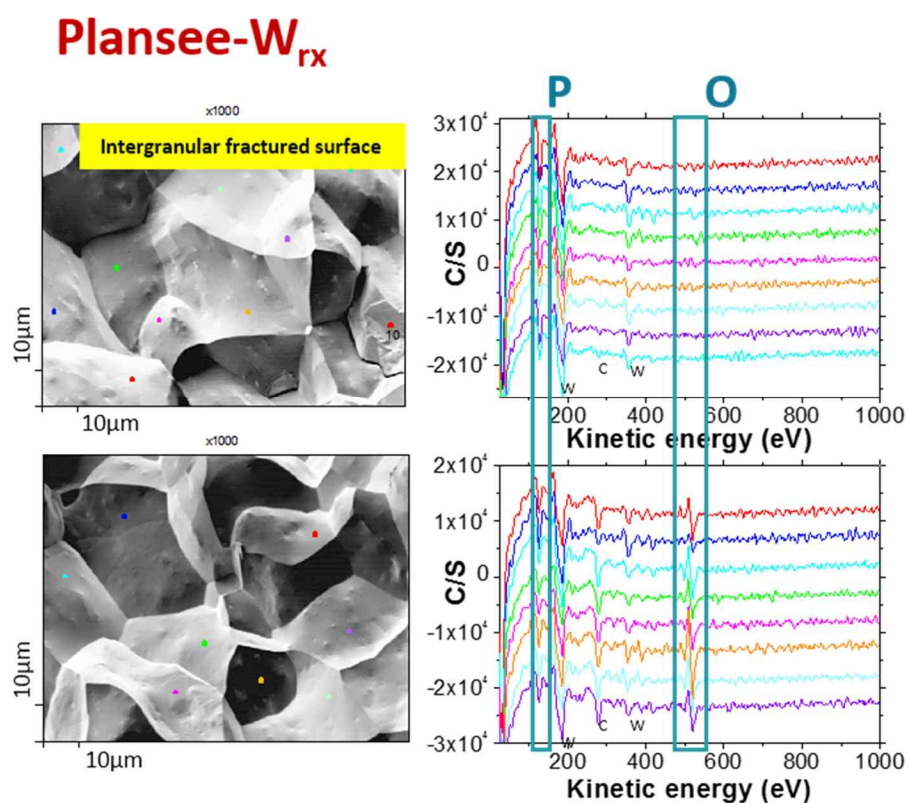 Plansee-Wrx
P
O
x1000
Intergranular fractured surface
10
10μm
10μm
3x10⁴
2x10⁴
1x10⁴
0
-1x10⁴
-2x10⁴
C/S
W
C
W
200 400 600 800 1000
Kinetic energy (eV)
x1000
10μm
10μm
2x10⁴
1x10⁴
0
-1x10⁴
-2x10⁴
-3x10⁴
C/S
W
C
W
200 400 600 800 1000
Kinetic energy (eV)